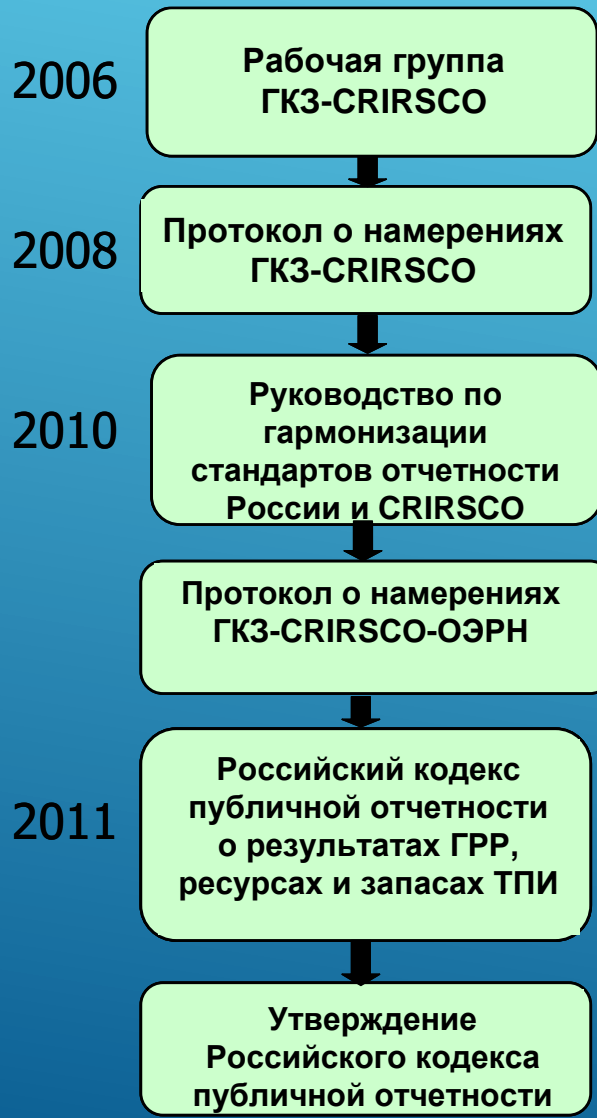 2006
Рабочая группа
ГКЗ-CRIRSCO
2008
Протокол о намерениях
ГКЗ-CRIRSCO
2010
Руководство по
гармонизации
стандартов отчетности
России и CRIRSCO
Протокол о намерениях
ГКЗ-CRIRSCO-ОЭРН
2011
Российский кодекс
публичной отчетности
о результатах ГРР,
ресурсах и запасах ТПИ
Утверждение
Российского кодекса
публичной отчетности